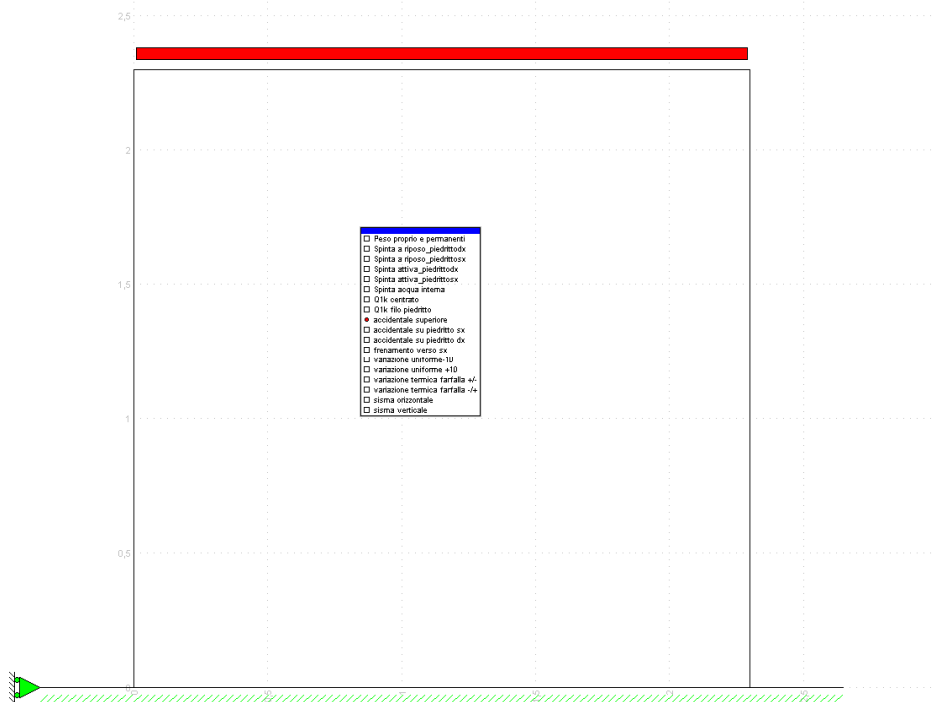 2,5
2
Peso proprio e permanenti
Spinta a riposo_piedrittodx
Spinta a riposo_piedrittosx
Spinta attiva_piedrittodx
Spinta attiva_piedrittosx
Spinta acqua interna
Q1k centrato
Q1k filo piedritto
accidentale superiore
accidentale su piedritto sx
accidentale su piedritto dx
frenamento verso sx
variazione uniforme-10
variazione uniforme +10
variazione termica farfalla +/-
variazione termica farfalla -/+
sisma orizzontale
sisma verticale
1,5
1
0,5